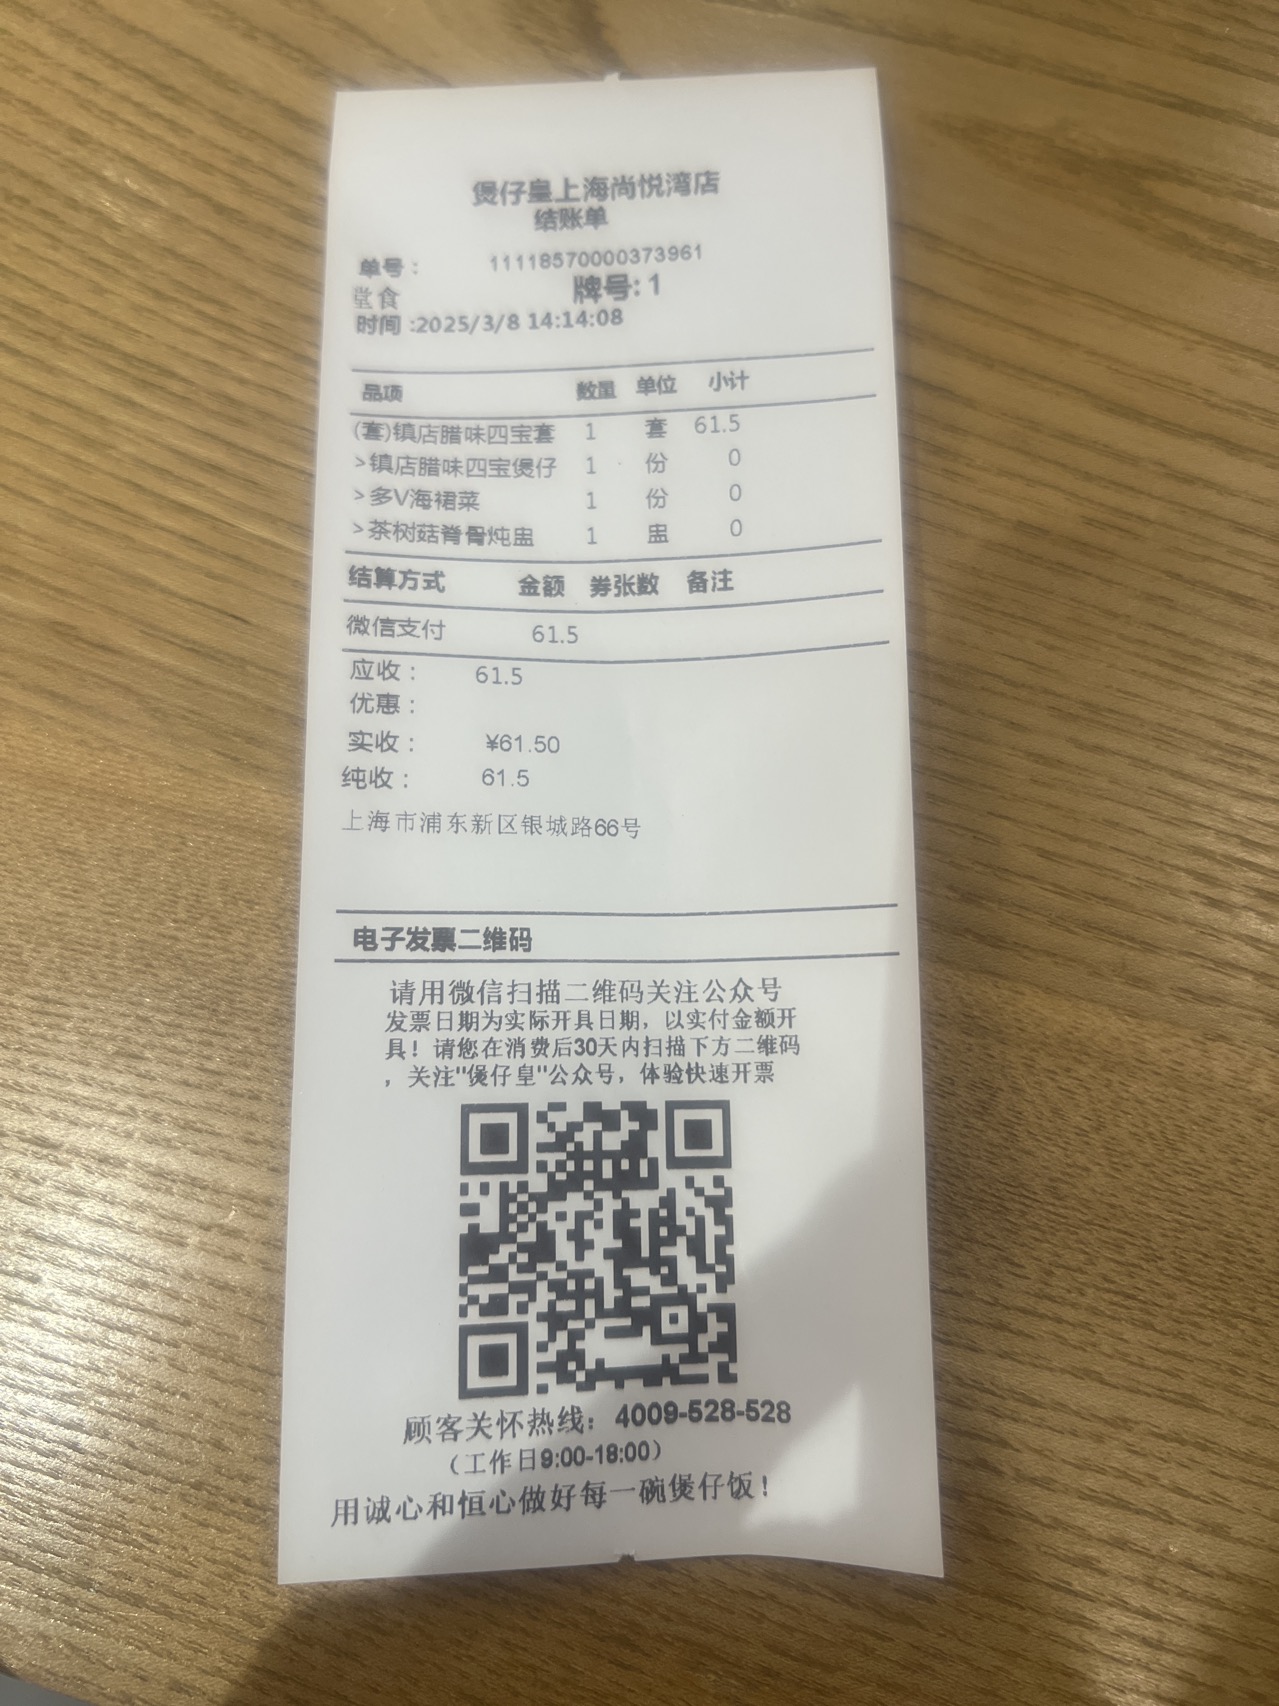 煲仔皇上海尚悦湾店
结账单
单号： 11118570000373961
堂食 牌号: 1
时间:2025/3/8 14:14:08
品项 数量 单位 小计
(套)镇店腊味四宝套 1 套 61.5
>镇店腊味四宝煲仔 1 份 0
>多V海裙菜 1 份 0
>茶树菇脊骨炖盅 1 盅 0
结算方式 金额 券张数 备注
微信支付 61.5
应收： 61.5
优惠：
实收： ¥61.50
纯收： 61.5
上海市浦东新区银城路66号
电子发票二维码
请用微信扫描二维码关注公众号
发票日期为实际开具日期，以实付金额开
具！请您在消费后30天内扫描下方二维码
，关注"煲仔皇"公众号，体验快速开票
顾客关怀热线：4009-528-528
（工作日9:00-18:00）
用诚心和恒心做好每一碗煲仔饭！